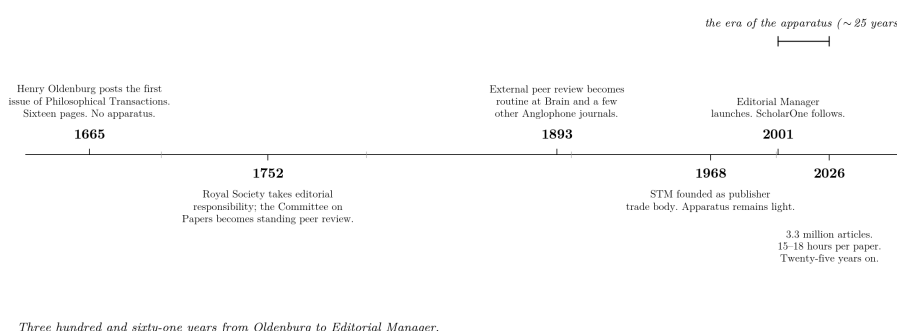 the era of the apparatus (∼ 25 years
Henry Oldenburg posts the first
issue of Philosophical Transactions.
Sixteen pages. No apparatus.
1665
External peer review becomes
routine at Brain and a few
other Anglophone journals.
1893
Editorial Manager
launches. ScholarOne follows.
2001
1752
Royal Society takes editorial
responsibility; the Committee on
Papers becomes standing peer review.
1968
STM founded as publisher
trade body. Apparatus remains light.
2026
3.3 million articles.
15–18 hours per paper.
Twenty-five years on.
Three hundred and sixty-one years from Oldenburg to Editorial Manager.